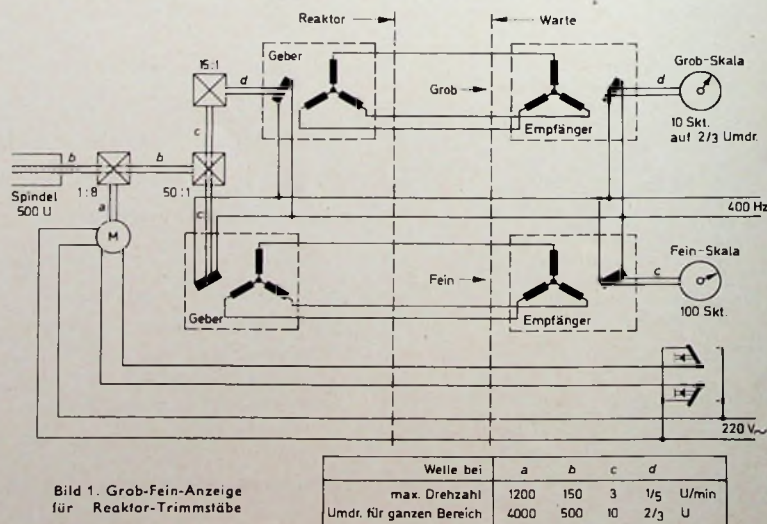 Reaktor
Warte
Geber
15:1
d
Grob
Empfänger
d
Grob-Skala
10 Skt.
auf 2/3 Umdr.
c
b
b
Spindel
500 U
1:8
50:1
a
M
c
400 Hz
Geber
Fein
Empfänger
c
Fein-Skala
100 Skt.
220 V~
Bild 1. Grob-Fein-Anzeige
für Reaktor-Trimmstäbe
Welle bei a b c d
max. Drehzahl 1200 150 3 1/5 U/min
Umdr. für ganzen Bereich 4000 500 10 2/3 U